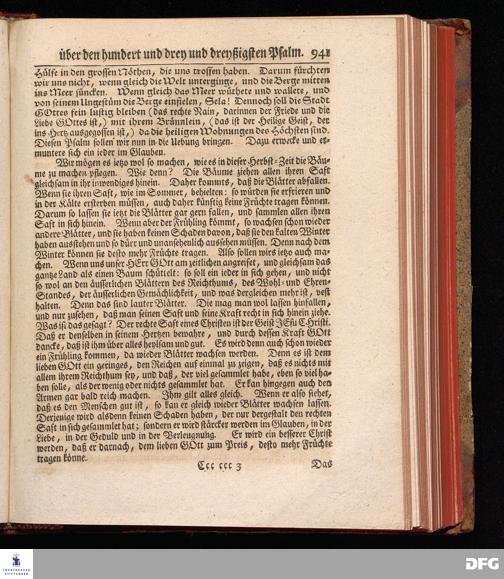 über den hundert und drey und dreyßigsten Psalm. 941
Hülfe in den grossen Nöthen, die uns troffen haben. Darum fürchten
wir uns nicht, wenn gleich die Welt unterginge, und die Berge mitten
ins Meer süncken. Wenn gleich das Meer wütete und wallete, und
von seinem Ungestüm die Berge einfielen, Sela! Dennoch soll die Stadt
GOttes fein lustig bleiben (das rechte Nain, darinnen der Friede und die
Liebe GOttes ist,) mit ihrem Brünnlein, (das ist der Heilige Geist, der
ins Hertz ausgegossen ist,) da die heiligen Wohnungen des Höchsten sind.
Diesen Psalm sollen wir nun in die Uebung bringen. Dazu erwecke und er-
muntere sich ein ieder im Glauben.
Wir mögen es ietzo wol so machen, wie es in dieser Herbst-Zeit die Bäu-
me zu machen pflegen. Wie denn? Die Bäume ziehen allen ihren Saft
gleichsam in ihr inwendiges hinein. Daher kommts, daß die Blätter abfallen.
Wenn sie ihren Saft, wie im Sommer, behielten: so würden sie erfrieren und
in der Kälte ersterben müssen, auch daher künftig keine Früchte tragen können.
Darum so lassen sie ietzt die Blätter gar gern fallen, und sammlen allen ihren
Saft in sich hinein. Wenn aber der Frühling kömmt, so wachsen schon wieder
andere Blätter, und sie haben keinen Schaden davon, daß sie den kalten Winter
haben ausstehen und so dürr und unansehenlich aussehen müssen. Denn nach dem
Winter können sie desto mehr Früchte tragen. Also sollen wirs ietzo auch ma-
chen. Wenn uns unser HErr GOtt am zeitlichen angreifet, und gleichsam das
gantze Land als einen Baum schüttelt: so soll ein ieder in sich gehen, und nicht
so wol an den äusserlichen Blättern des Reichthums, des Wohl- und Ehren-
Standes, der äusserlichen Gemächlichkeit, und was dergleichen mehr ist, vest
halten. Denn das sind lauter Blätter. Die mag man wol lassen hinfallen,
und nur zusehen, daß man seinen Saft und seine Kraft recht in sich hinein ziehe.
Was ist das gesagt? Der rechte Saft eines Christen ist der Geist JEsu Christi.
Daß er denselben in seinem Hertzen bewahre, und durch dessen Kraft GOtt
dancke, daß ist ihm über alles heylsam und gut. Es wird denn auch schon wieder
ein Frühling kommen, da wieder Blätter wachsen werden. Denn es ist dem
lieben GOtt ein geringes, den Reichen auf einmal zu zeigen, daß es nichts mit
allem ihrem Reichthum sey, und daß, der viel gesammlet habe, eben so viel ha-
ben solle, als der wenig oder nichts gesammlet hat. Er kan hingegen auch den
Armen gar bald reich machen. Ihm gilt alles gleich. Wenn er also siehet,
daß es den Menschen gut ist, so kan er gleich wieder Blätter wachsen lassen.
Derjenige wird alsdenn keinen Schaden haben, der nur dergestalt den rechten
Saft in sich gesammlet hat; sondern er wird stärcker werden im Glauben, in der
Liebe, in der Geduld und in der Verleugnung. Er wird ein besserer Christ
werden, daß er darnach, dem lieben GOtt zum Preis, desto mehr Früchte
tragen könne.
Ccc ccc 3 Das
FRANCKESCHE
STIFTUNGEN
DFG